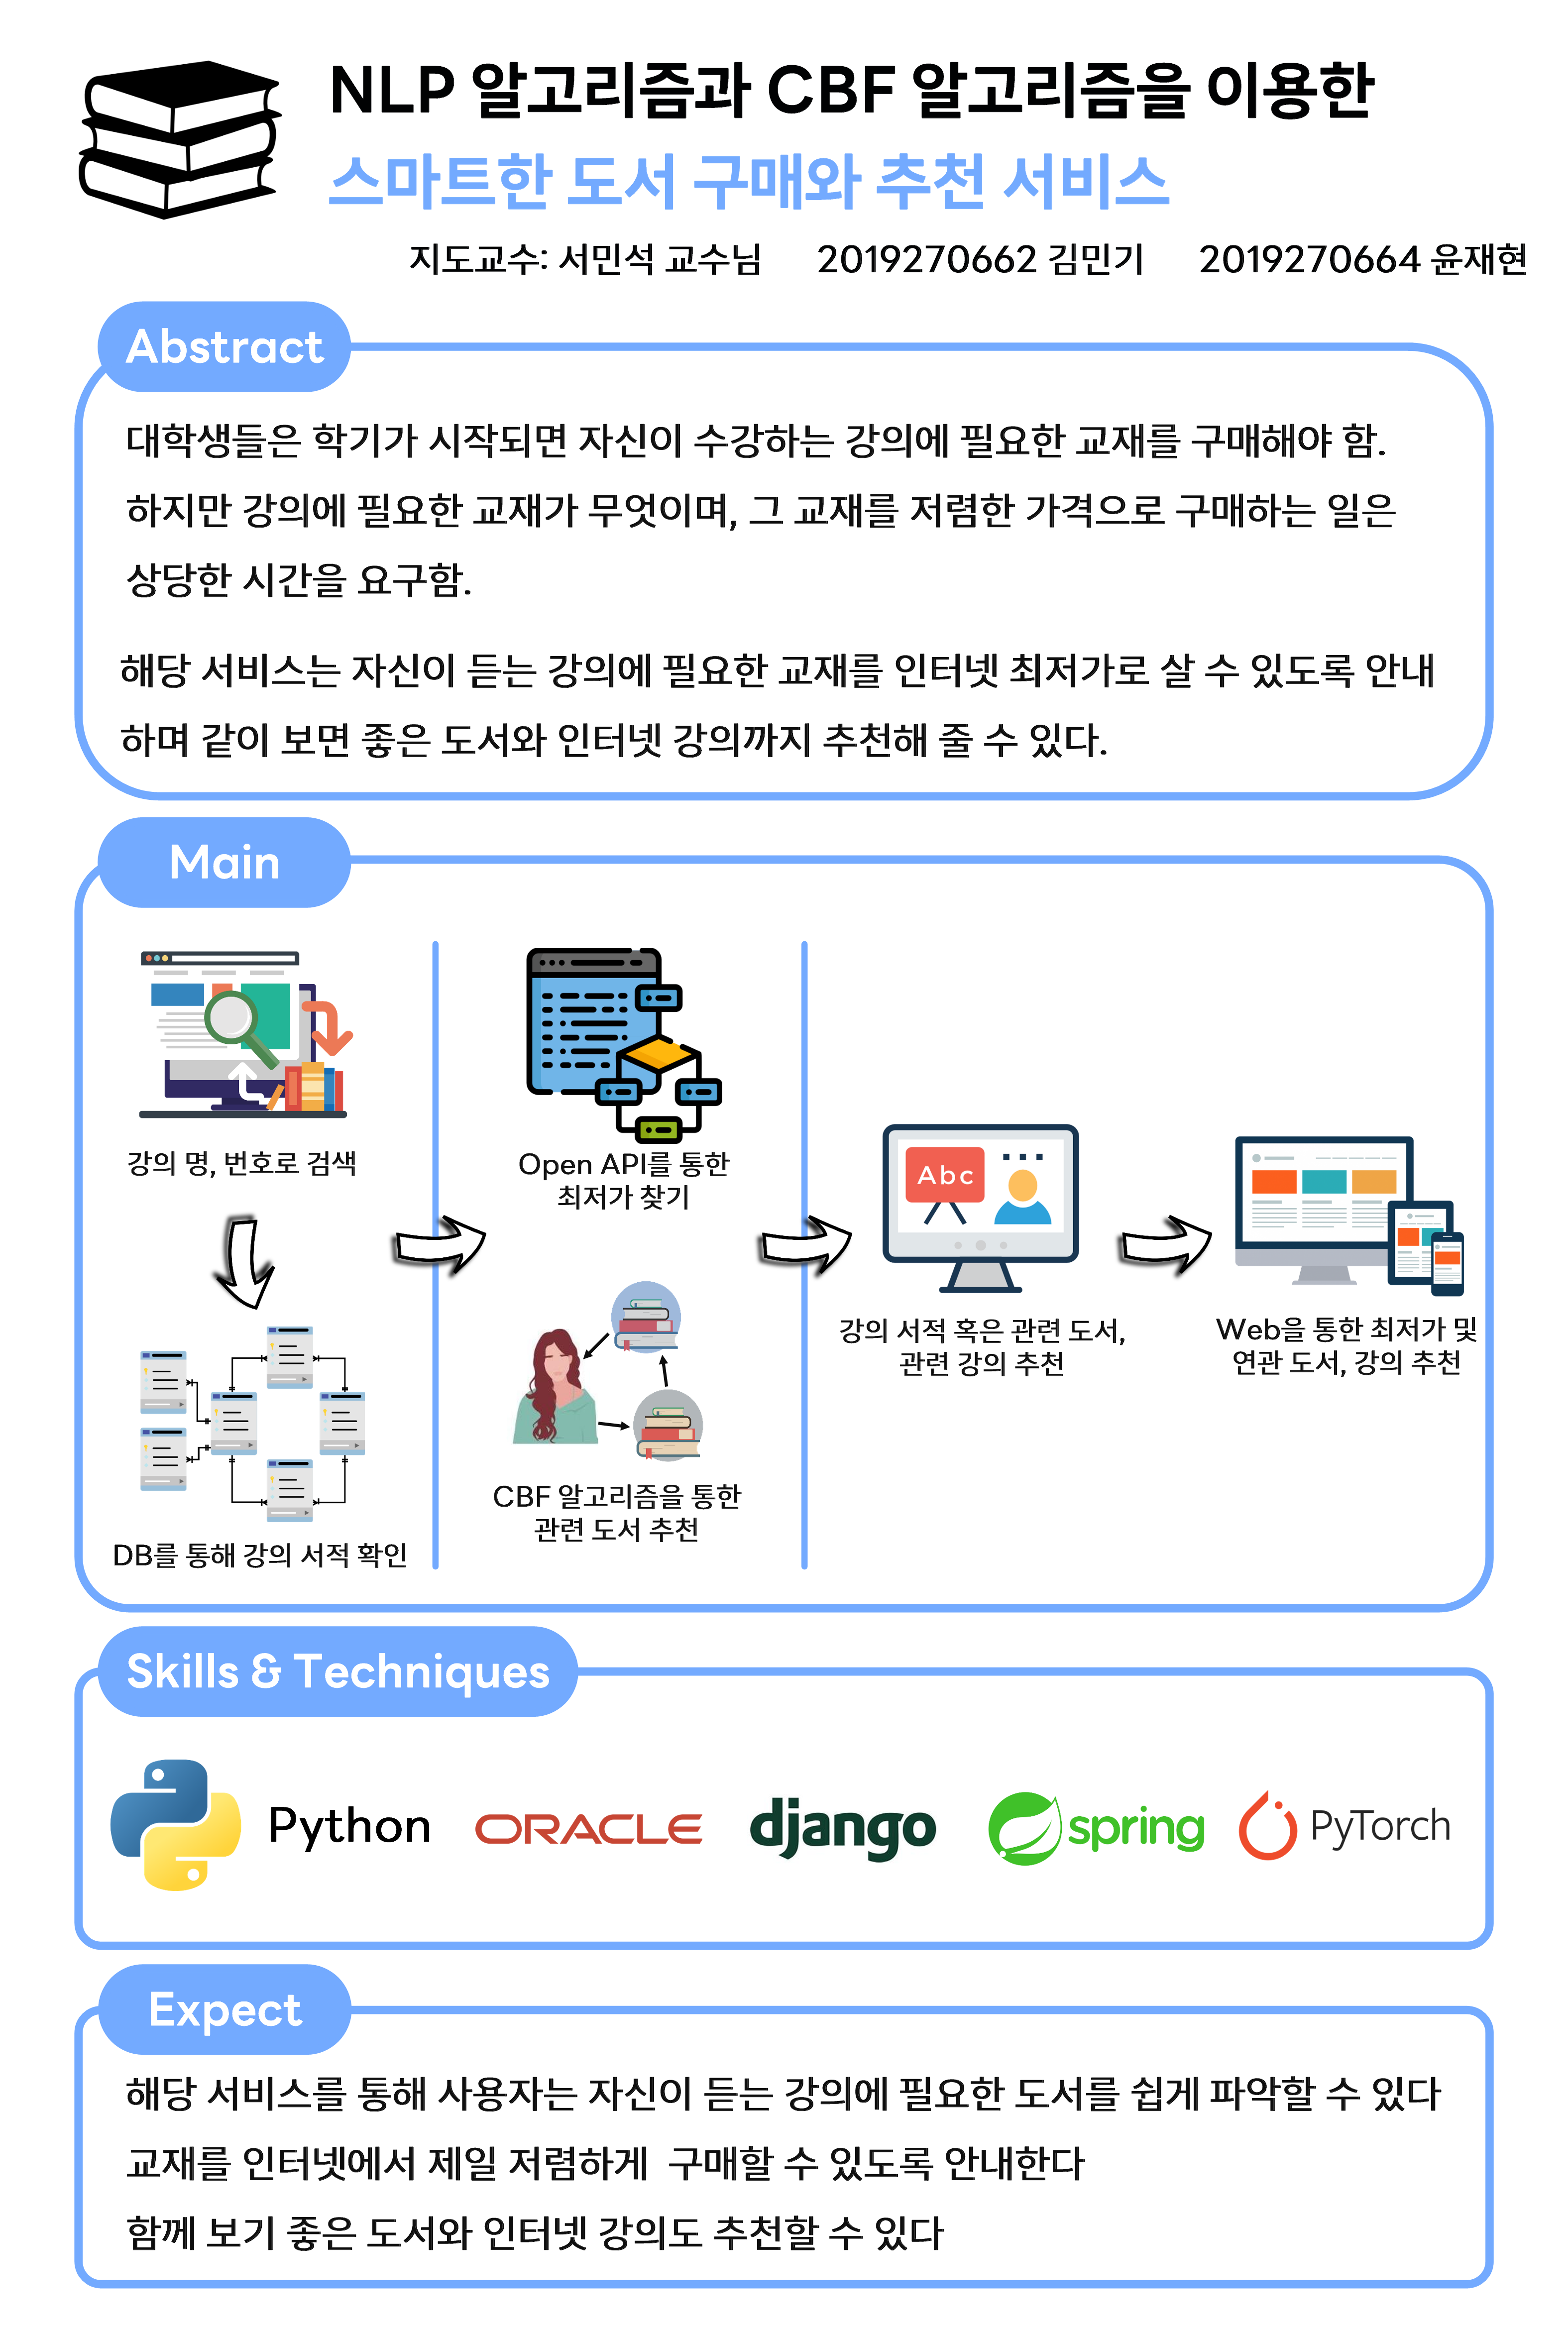 NLP 알고리즘과 CBF 알고리즘을 이용한
스마트한 도서 구매와 추천 서비스
지도교수: 서민석 교수님 2019270662 김민기 2019270664 윤재현
Abstract
대학생들은 학기가 시작되면 자신이 수강하는 강의에 필요한 교재를 구매해야 함.
하지만 강의에 필요한 교재가 무엇이며, 그 교재를 저렴한 가격으로 구매하는 일은
상당한 시간을 요구함.
해당 서비스는 자신이 듣는 강의에 필요한 교재를 인터넷 최저가로 살 수 있도록 안내
하며 같이 보면 좋은 도서와 인터넷 강의까지 추천해 줄 수 있다.
Main
강의 명, 번호로 검색
DB를 통해 강의 서적 확인
Open API를 통한
최저가 찾기
CBF 알고리즘을 통한
관련 도서 추천
Abc
강의 서적 혹은 관련 도서,
관련 강의 추천
Web을 통한 최저가 및
연관 도서, 강의 추천
Skills & Techniques
Python
ORACLE
django
spring
PyTorch
Expect
해당 서비스를 통해 사용자는 자신이 듣는 강의에 필요한 도서를 쉽게 파악할 수 있다
교재를 인터넷에서 제일 저렴하게 구매할 수 있도록 안내한다
함께 보기 좋은 도서와 인터넷 강의도 추천할 수 있다